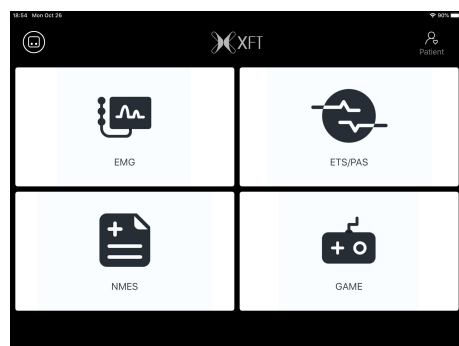 18:54 Mon Oct 26
90%
XFT
Patient
EMG
ETS/PAS
NMES
GAME